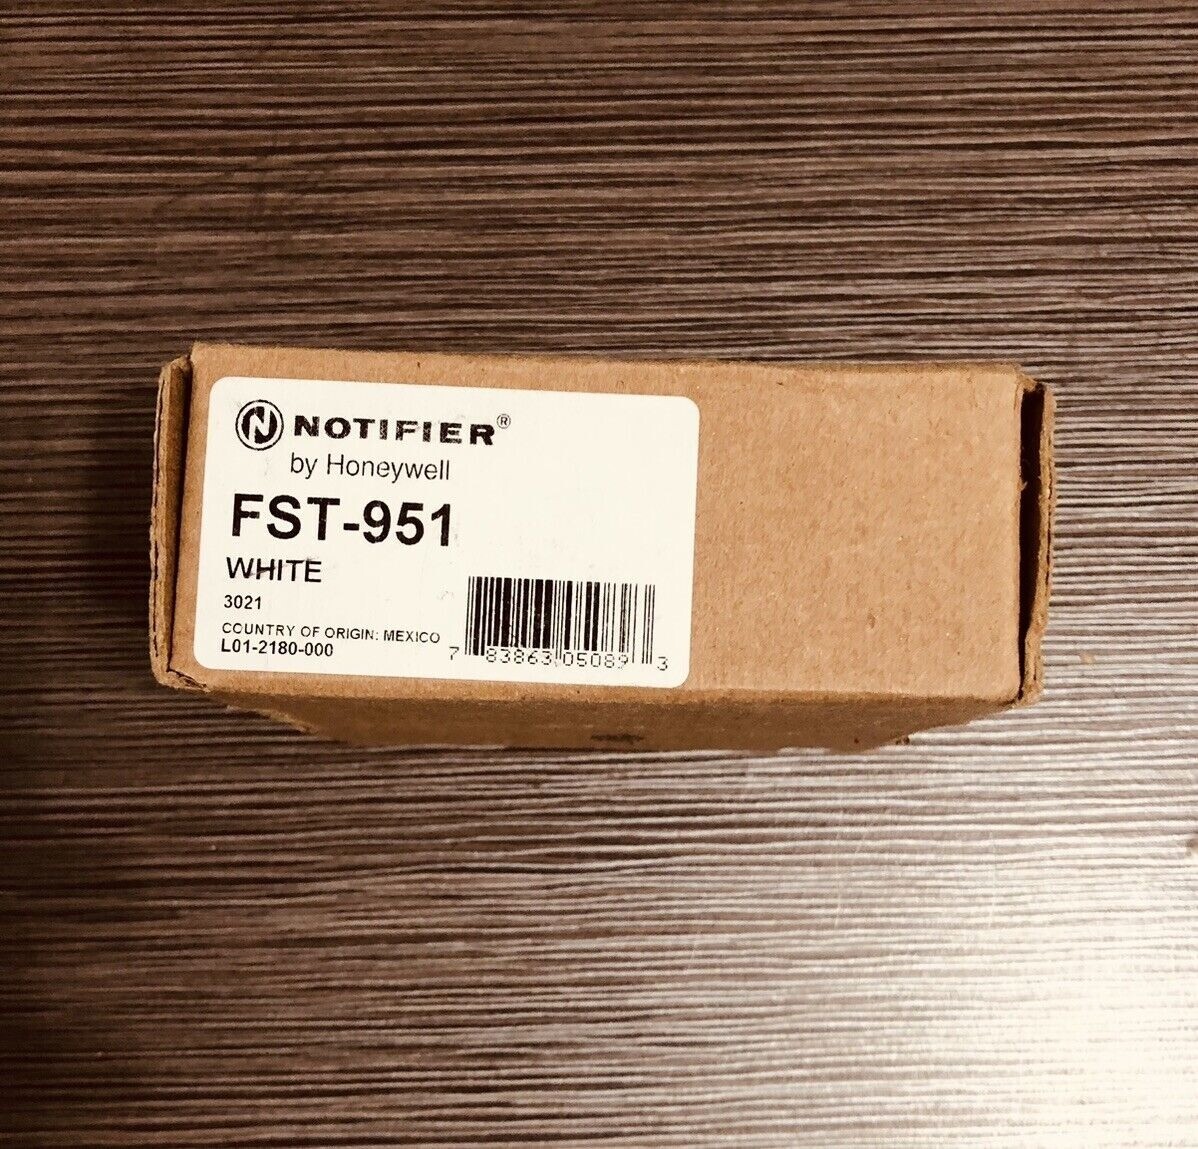 NOTIFIER®
by Honeywell
FST-951
WHITE
3021
COUNTRY OF ORIGIN: MEXICO
L01-2180-000
7 83863 05089 3